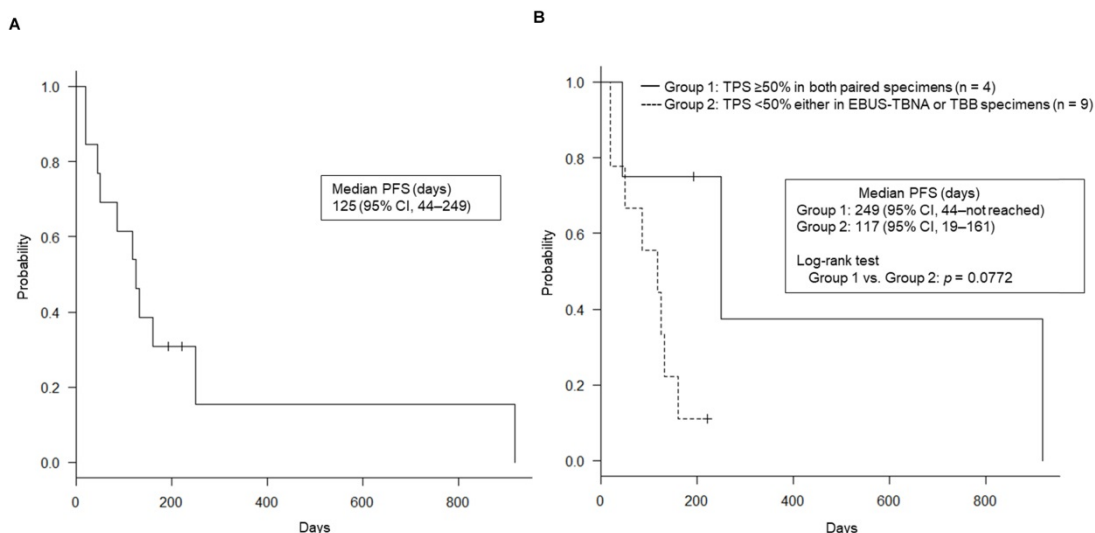 A
Probability
1.0
0.8
0.6
0.4
0.2
0.0
Median PFS (days)
125 (95% CI, 44–249)
0 200 400 600 800
Days
B
Probability
1.0
0.8
0.6
0.4
0.2
0.0
Group 1: TPS ≥50% in both paired specimens (n = 4)
Group 2: TPS <50% either in EBUS-TBNA or TBB specimens (n = 9)
Median PFS (days)
Group 1: 249 (95% CI, 44–not reached)
Group 2: 117 (95% CI, 19–161)
Log-rank test
Group 1 vs. Group 2: p = 0.0772
0 200 400 600 800
Days